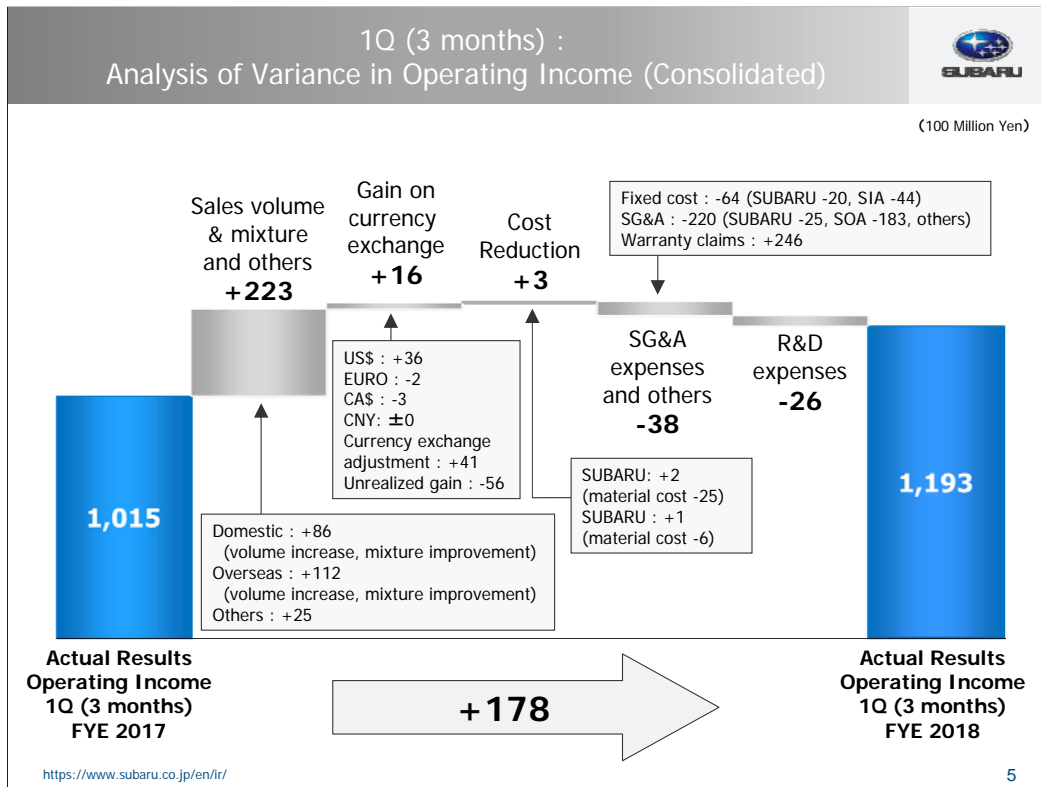 1Q (3 months) :
Analysis of Variance in Operating Income (Consolidated)
SUBARU
(100 Million Yen)
Sales volume
& mixture
and others
+223
Gain on
currency
exchange
+16
Cost
Reduction
+3
Fixed cost : -64 (SUBARU -20, SIA -44)
SG&A : -220 (SUBARU -25, SOA -183, others)
Warranty claims : +246
SG&A
expenses
and others
-38
R&D
expenses
-26
US$ : +36
EURO : -2
CA$ : -3
CNY: ±0
Currency exchange
adjustment : +41
Unrealized gain : -56
SUBARU: +2
(material cost -25)
SUBARU : +1
(material cost -6)
Domestic : +86
(volume increase, mixture improvement)
Overseas : +112
(volume increase, mixture improvement)
Others : +25
1,015
1,193
Actual Results
Operating Income
1Q (3 months)
FYE 2017
+178
Actual Results
Operating Income
1Q (3 months)
FYE 2018
https://www.subaru.co.jp/en/ir/
5